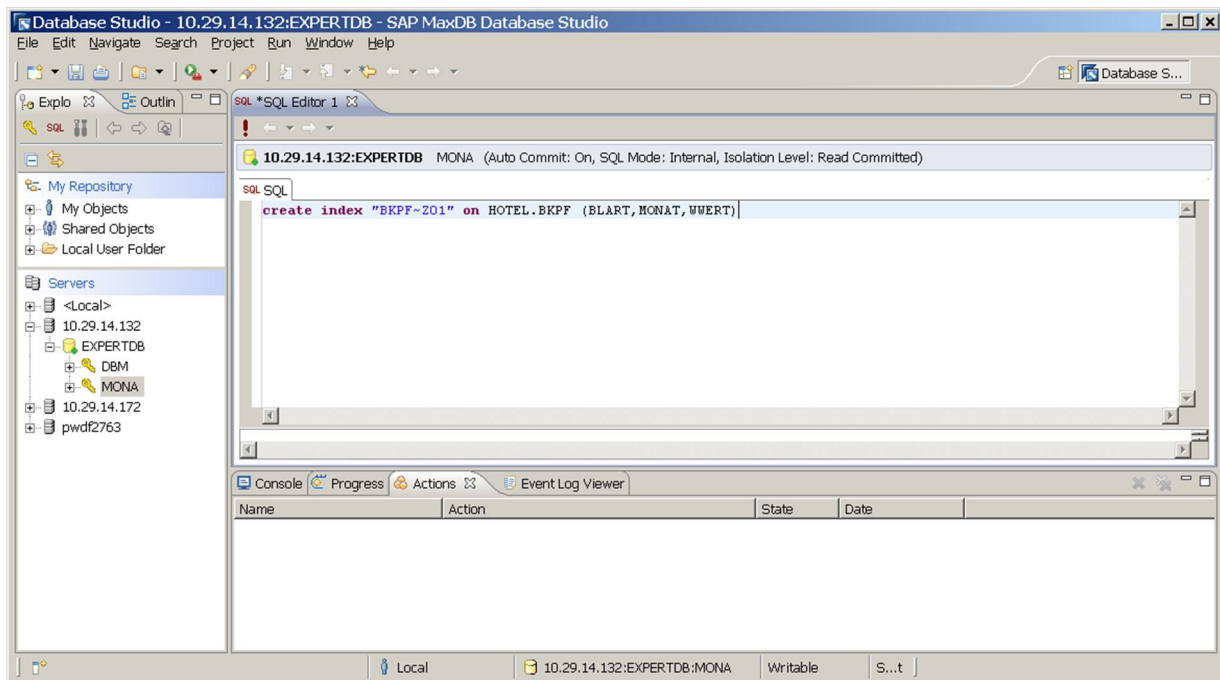 Database Studio - 10.29.14.132:EXPERTDB - SAP MaxDB Database Studio
File Edit Navigate Search Project Run Window Help
Database S...
Explo Outlin
SQL *SQL Editor 1
SQL
10.29.14.132:EXPERTDB MONA (Auto Commit: On, SQL Mode: Internal, Isolation Level: Read Committed)
My Repository
My Objects
Shared Objects
Local User Folder
SQL SQL
create index "BKPF~Z01" on HOTEL.BKPF (BLART,MONAT,WWERT)
Servers
<Local>
10.29.14.132
EXPERTDB
DBM
MONA
10.29.14.172
pwdf2763
Console Progress Actions Event Log Viewer
Name Action State Date
Local 10.29.14.132:EXPERTDB:MONA Writable S...t